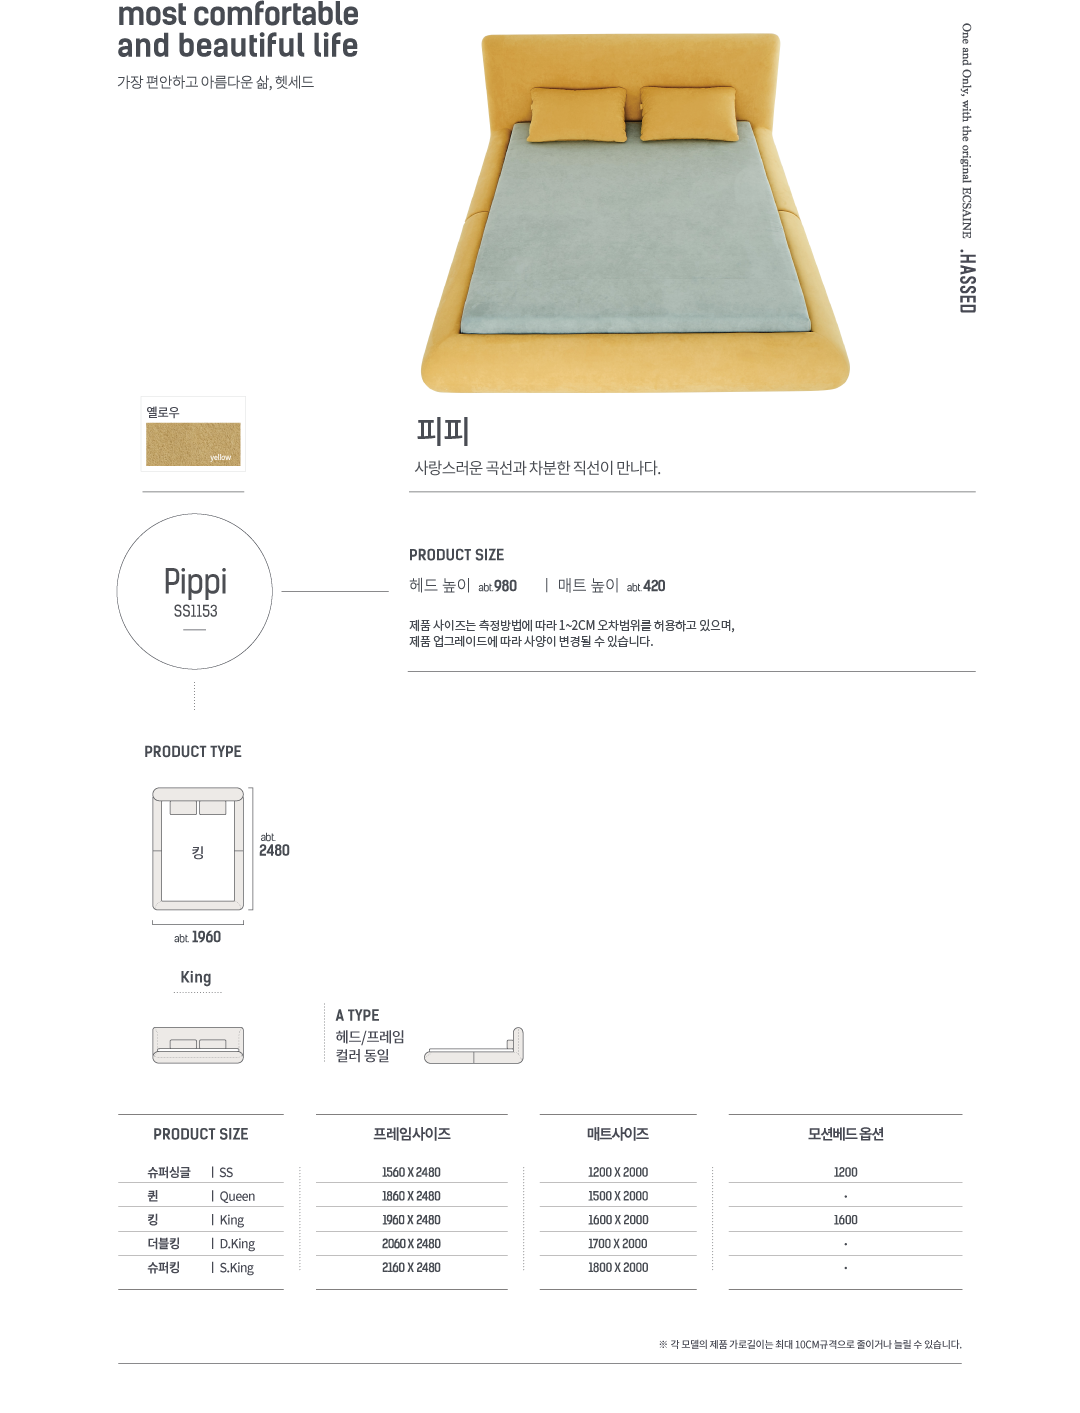 most comfortable
and beautiful life
가장 편안하고 아름다운 삶, 헷세드
One and Only, with the original ECSAINE .HASSED
옐로우
yellow
피피
사랑스러운 곡선과 차분한 직선이 만나다.
Pippi
SS1153
PRODUCT SIZE
헤드 높이 abt.980 | 매트 높이 abt.420
제품 사이즈는 측정방법에 따라 1~2CM 오차범위를 허용하고 있으며,
제품 업그레이드에 따라 사양이 변경될 수 있습니다.
PRODUCT TYPE
킹
abt.
2480
abt. 1960
King
A TYPE
헤드/프레임
컬러 동일
PRODUCT SIZE 프레임사이즈 매트사이즈 모션베드 옵션
슈퍼싱글 | SS 1560 X 2480 1200 X 2000 1200
퀸 | Queen 1860 X 2480 1500 X 2000 -
킹 | King 1960 X 2480 1600 X 2000 1600
더블킹 | D.King 2060 X 2480 1700 X 2000 -
슈퍼킹 | S.King 2160 X 2480 1800 X 2000 -
※ 각 모델의 제품 가로길이는 최대 10CM규격으로 줄이거나 늘릴 수 있습니다.